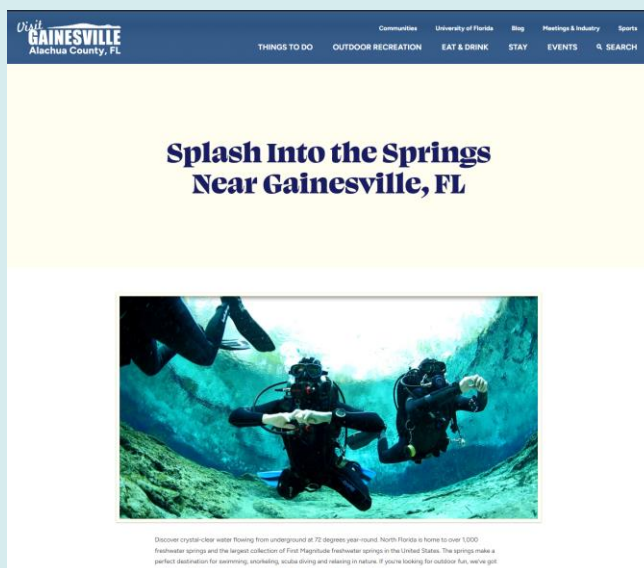 Visit
GAINESVILLE
Alachua County, FL
Communities University of Florida Blog Meetings & Industry Sports
THINGS TO DO OUTDOOR RECREATION EAT & DRINK STAY EVENTS SEARCH
Splash Into the Springs
Near Gainesville, FL
Discover crystal-clear water flowing from underground at 72 degrees year-round. North Florida is home to over 1,000
freshwater springs and the largest collection of First Magnitude freshwater springs in the United States. The springs make a
perfect destination for swimming, snorkeling, scuba diving and relaxing in nature. If you're looking for outdoor fun, we've got